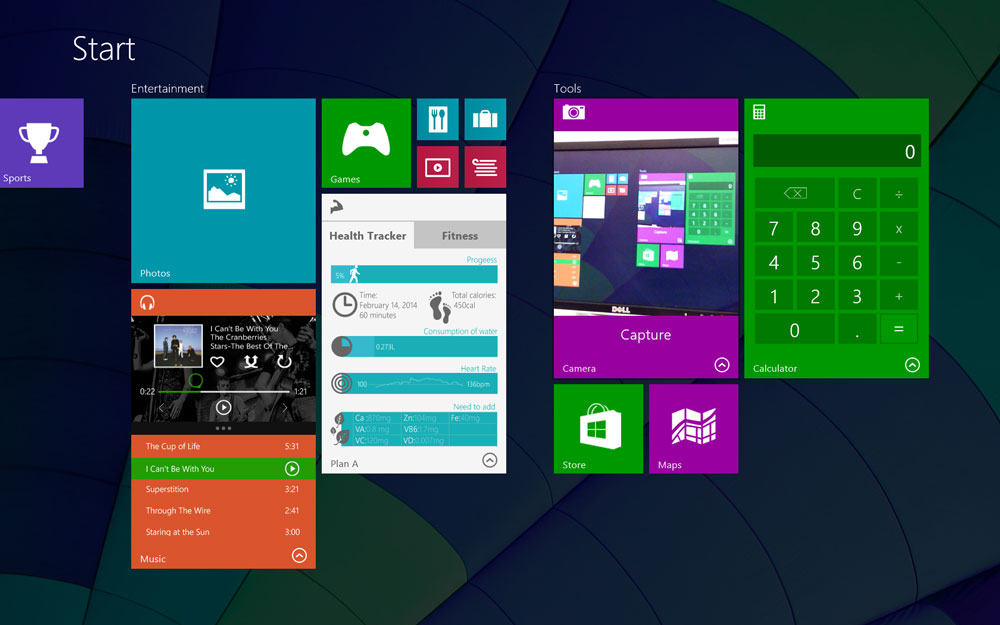 Start
Sports
Entertainment
Photos
Games
Music
0:22
1:21
I Can't Be With You
The Cranberries
Stars-The Best Of The...
The Cup of Life 5:31
I Can't Be With You
Superstition 3:21
Through The Wire 2:41
Staring at the Sun 3:00
Health Tracker Fitness
Progeess
5%
Time:
February 14, 2014
60 minutes
Total calories:
450cal
Consumption of water
0.273L
Heart Rate
100 136bpm
Need to add
Ca :870mg Zn:104mg Fe:40mg
VA:0.8 mg VB6:1.7mg
VC:120mg VD:0.007mg
Plan A
Tools
DELL
Capture
Camera
0
C ÷
7 8 9 x
4 5 6 -
1 2 3 +
0 . =
Calculator
Store
Maps